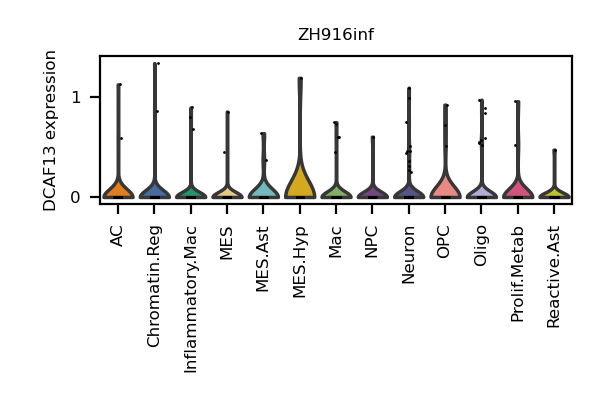 ZH916inf
DCAF13 expression
1
0
AC
Chromatin.Reg
Inflammatory.Mac
MES
MES.Ast
MES.Hyp
Mac
NPC
Neuron
OPC
Oligo
Prolif.Metab
Reactive.Ast